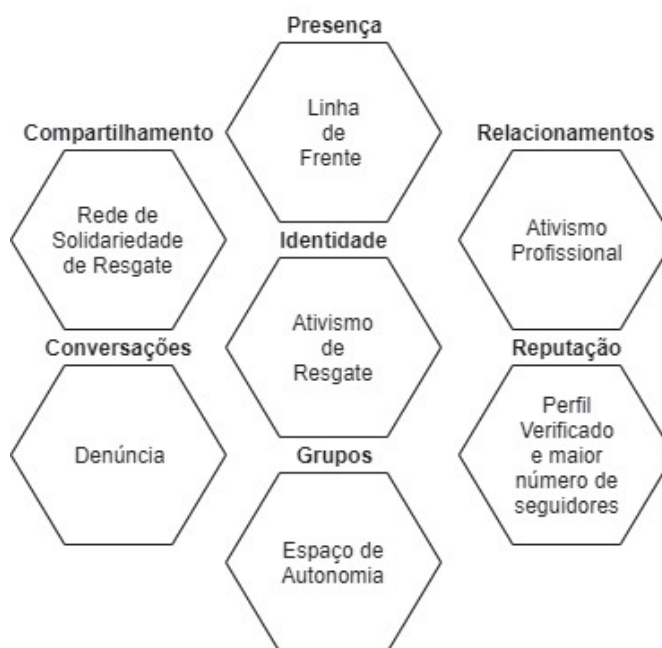 Presença
Linha
de
Frente
Compartilhamento
Rede de
Solidariedade
de Resgate
Relacionamentos
Ativismo
Profissional
Identidade
Ativismo
de
Resgate
Conversações
Denúncia
Reputação
Perfil
Verificado
e maior
número de
seguidores
Grupos
Espaço de
Autonomia